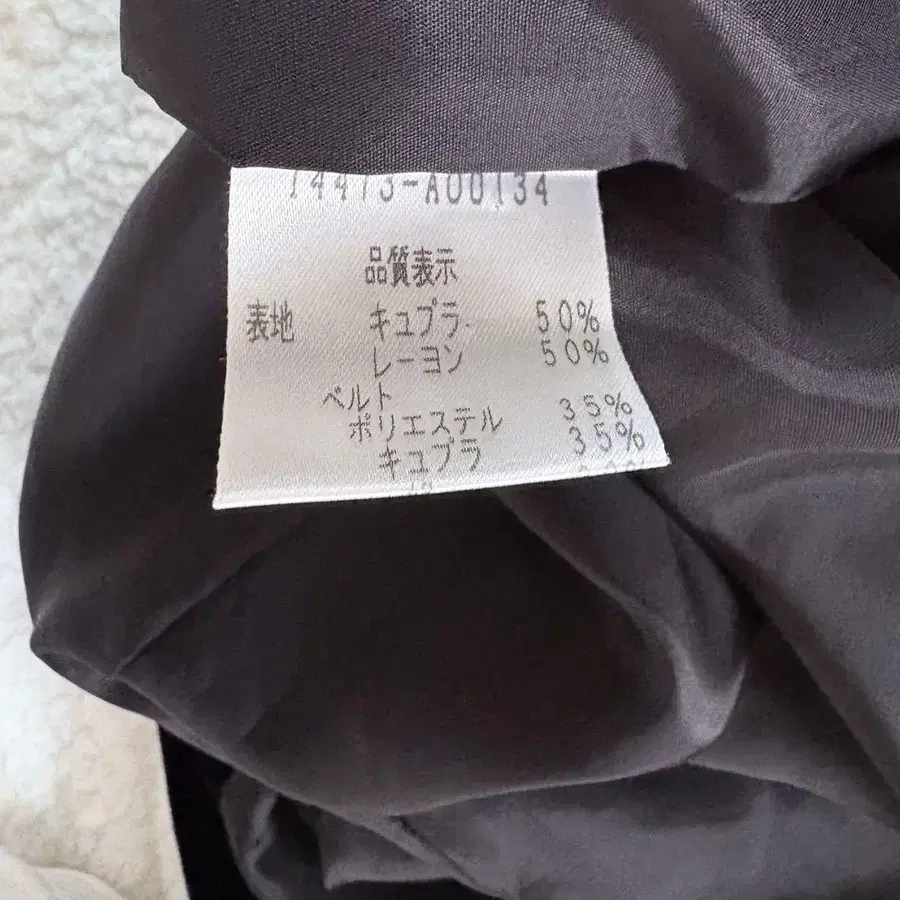 14473-A00134
品質表示
表地 キュプラ 50%
レーヨン 50%
ベルト
ポリエステル 35%
キュプラ 35%